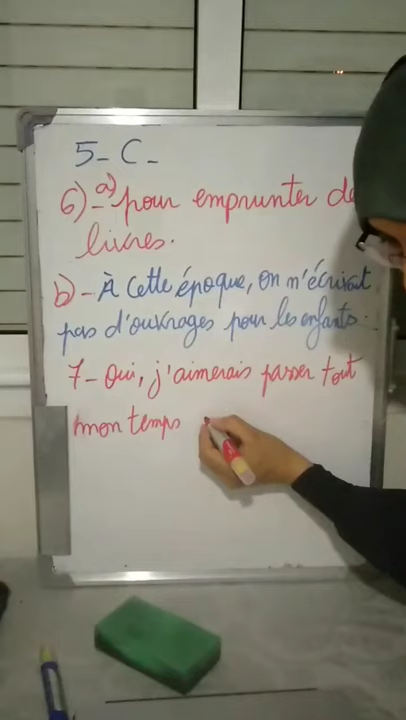 5- C-
6)- a) pour emprunter de
livres.
b)- À cette époque, on n'écrivait
pas d'ouvrages pour les enfants.
7- Oui, j'aimerais passer tout
mon temps